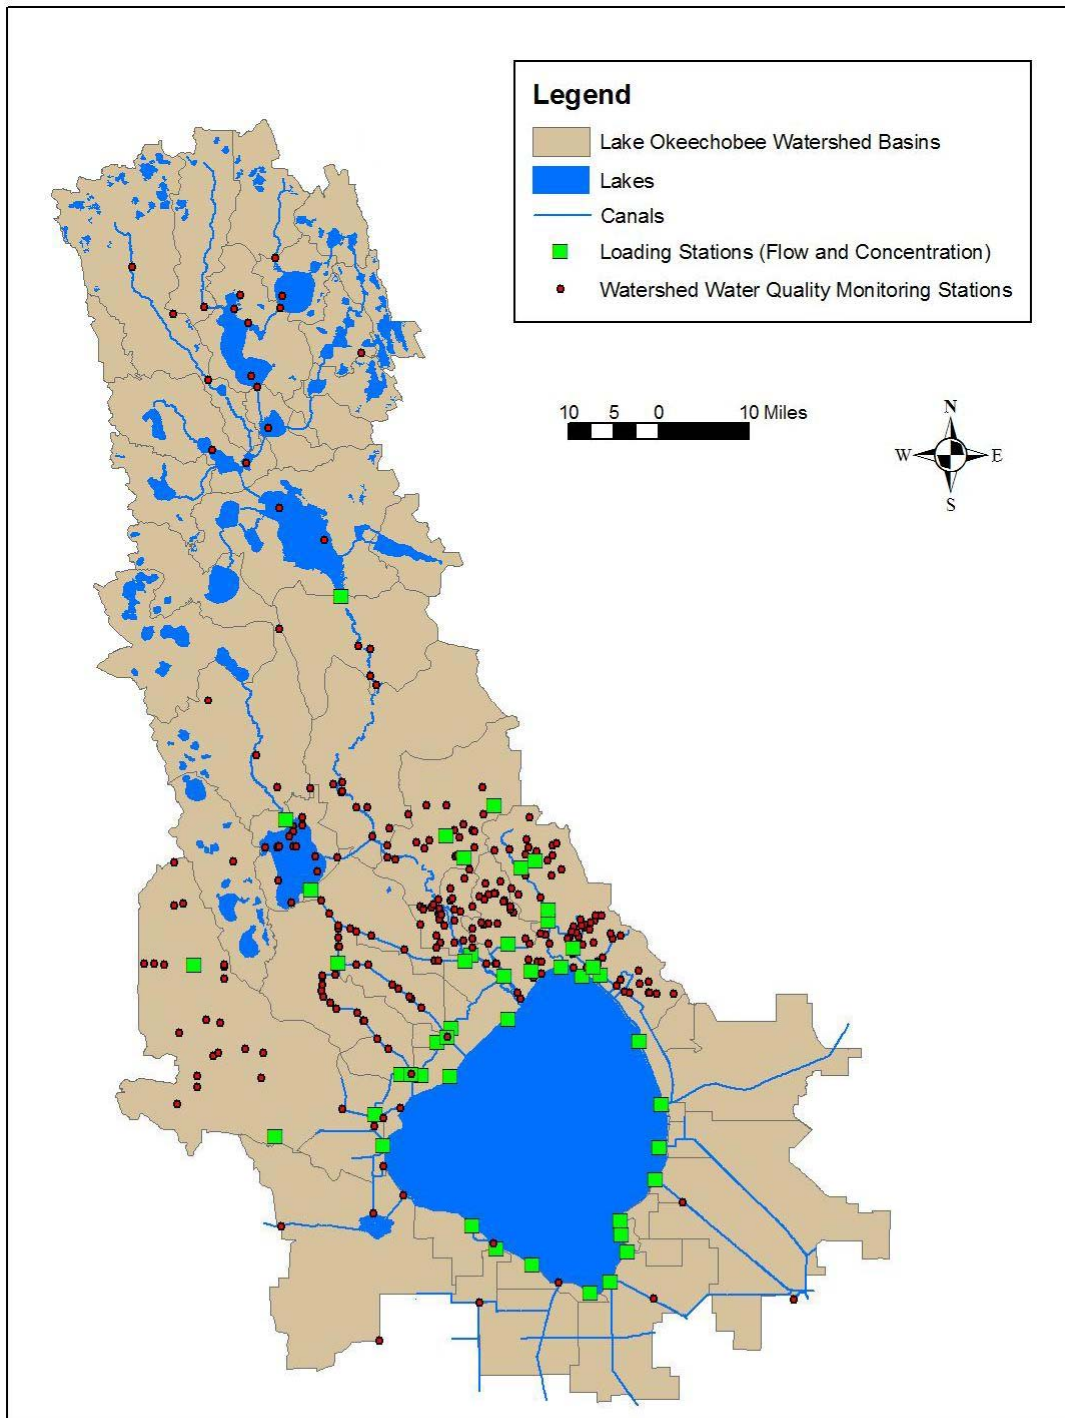 Legend
Lake Okeechobee Watershed Basins
Lakes
Canals
Loading Stations (Flow and Concentration)
Watershed Water Quality Monitoring Stations
10 5 0 10 Miles
N
W E
S